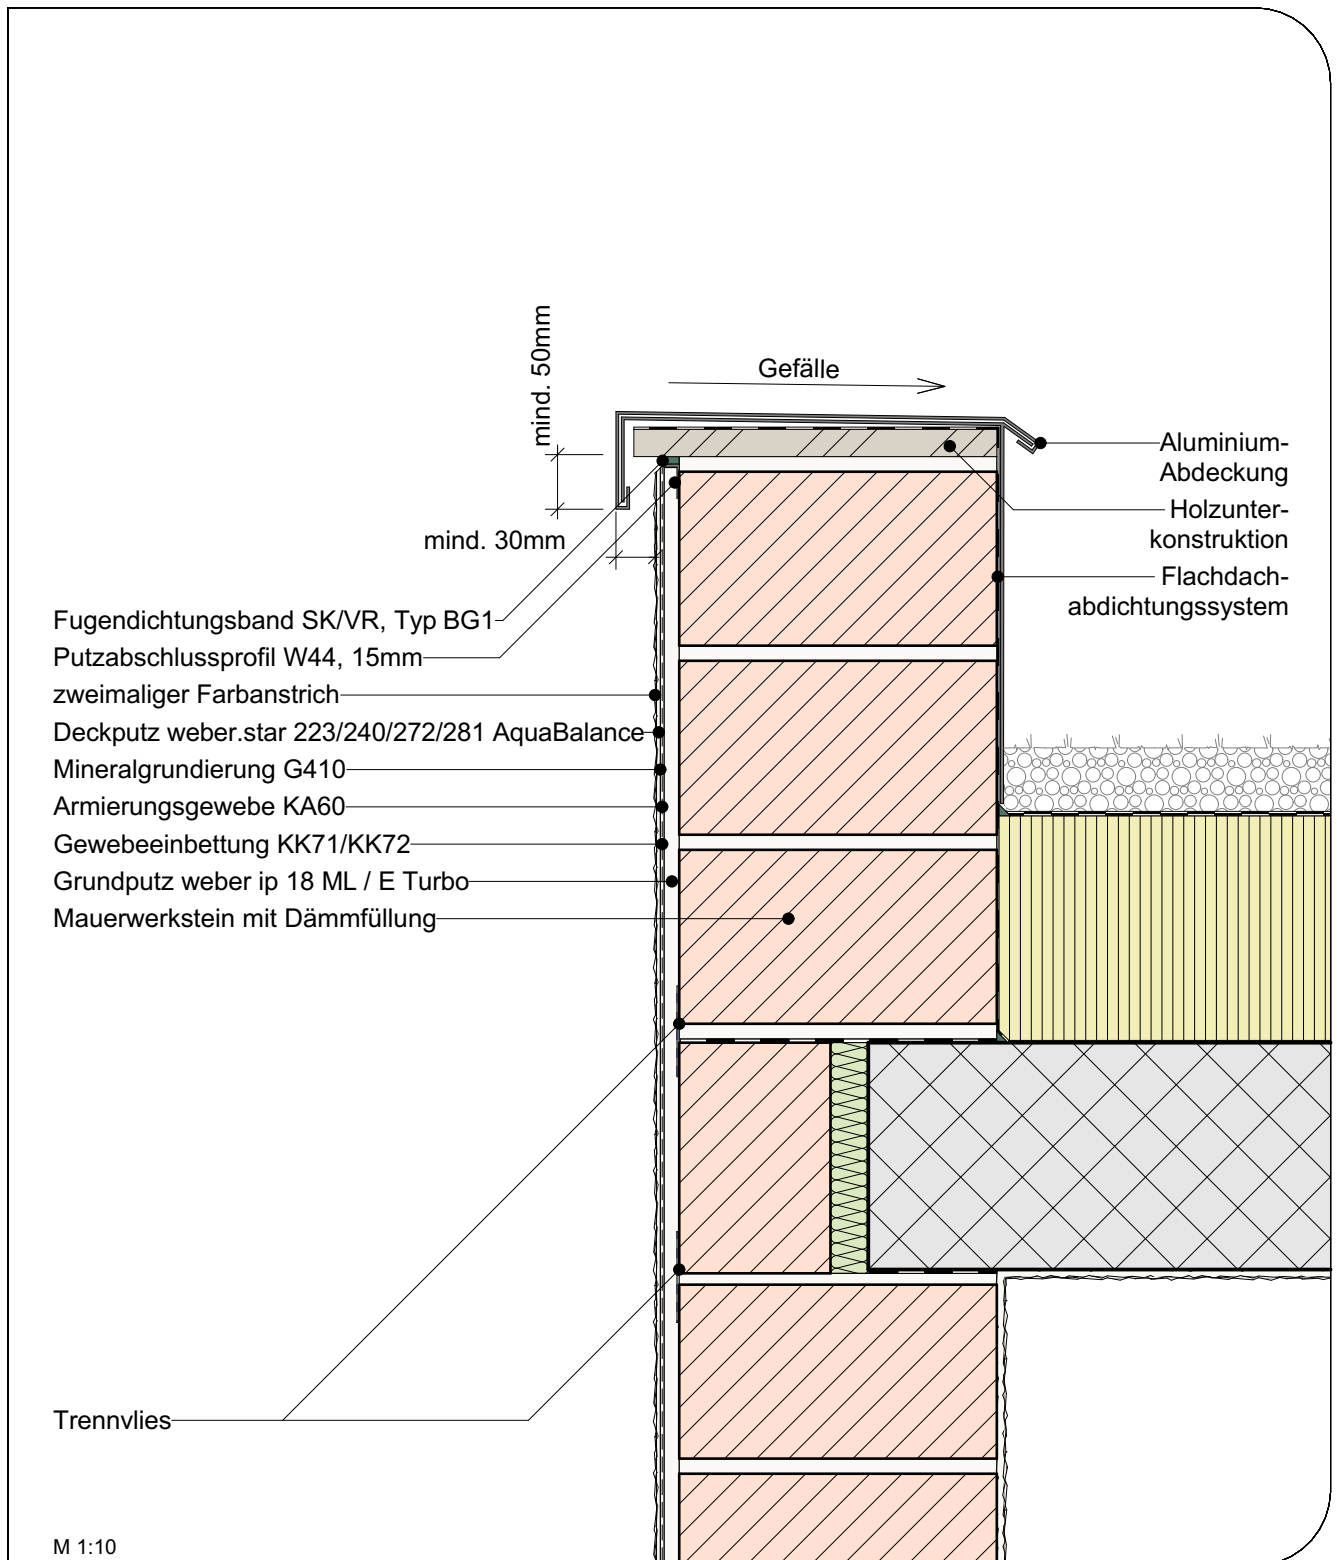 mind. 50mm
Gefälle
Aluminium-
Abdeckung
Holzunter-
konstruktion
Flachdach-
abdichtungssystem
mind. 30mm
Fugendichtungsband SK/VR, Typ BG1
Putzabschlussprofil W44, 15mm
zweimaliger Farbanstrich
Deckputz weber.star 223/240/272/281 AquaBalance
Mineralgrundierung G410
Armierungsgewebe KA60
Gewebeeinbettung KK71/KK72
Grundputz weber ip 18 ML / E Turbo
Mauerwerkstein mit Dämmfüllung
Trennvlies
M 1:10